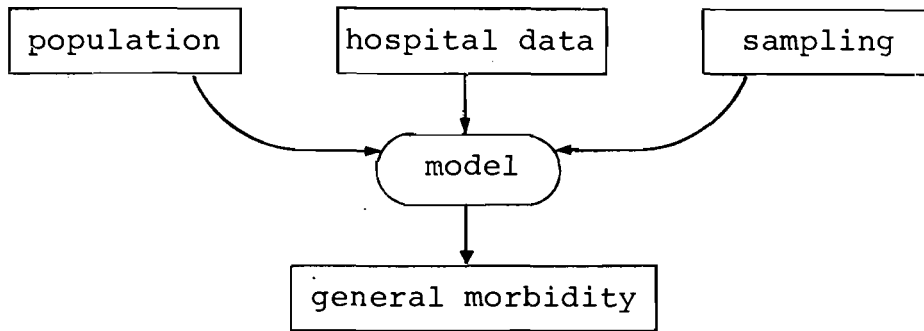 population
hospital data
sampling
model
general morbidity